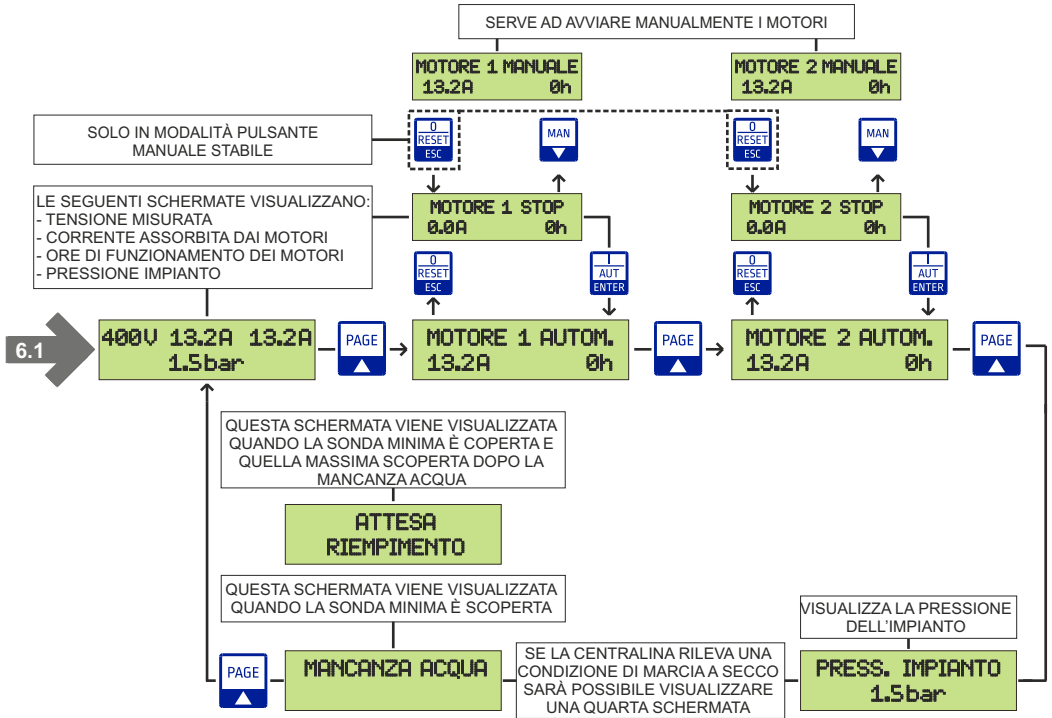 SERVE AD AVVIARE MANUALMENTE I MOTORI
MOTORE 1 MANUALE
13.2A 0h
MOTORE 2 MANUALE
13.2A 0h
SOLO IN MODALITÀ PULSANTE
MANUALE STABILE
0
RESET
ESC
MAN
0
RESET
ESC
MAN
LE SEGUENTI SCHERMATE VISUALIZZANO:
- TENSIONE MISURATA
- CORRENTE ASSORBITA DAI MOTORI
- ORE DI FUNZIONAMENTO DEI MOTORI
- PRESSIONE IMPIANTO
MOTORE 1 STOP
0.0A 0h
MOTORE 2 STOP
0.0A 0h
0
RESET
ESC
I
AUT
ENTER
0
RESET
ESC
I
AUT
ENTER
6.1
400V 13.2A 13.2A
1.5bar
PAGE
MOTORE 1 AUTOM.
13.2A 0h
PAGE
MOTORE 2 AUTOM.
13.2A 0h
PAGE
QUESTA SCHERMATA VIENE VISUALIZZATA
QUANDO LA SONDA MINIMA È COPERTA E
QUELLA MASSIMA SCOPERTA DOPO LA
MANCANZA ACQUA
ATTESA
RIEMPIMENTO
QUESTA SCHERMATA VIENE VISUALIZZATA
QUANDO LA SONDA MINIMA È SCOPERTA
PAGE
MANCANZA ACQUA
SE LA CENTRALINA RILEVA UNA
CONDIZIONE DI MARCIA A SECCO
SARÀ POSSIBILE VISUALIZZARE
UNA QUARTA SCHERMATA
VISUALIZZA LA PRESSIONE
DELL'IMPIANTO
PRESS. IMPIANTO
1.5bar